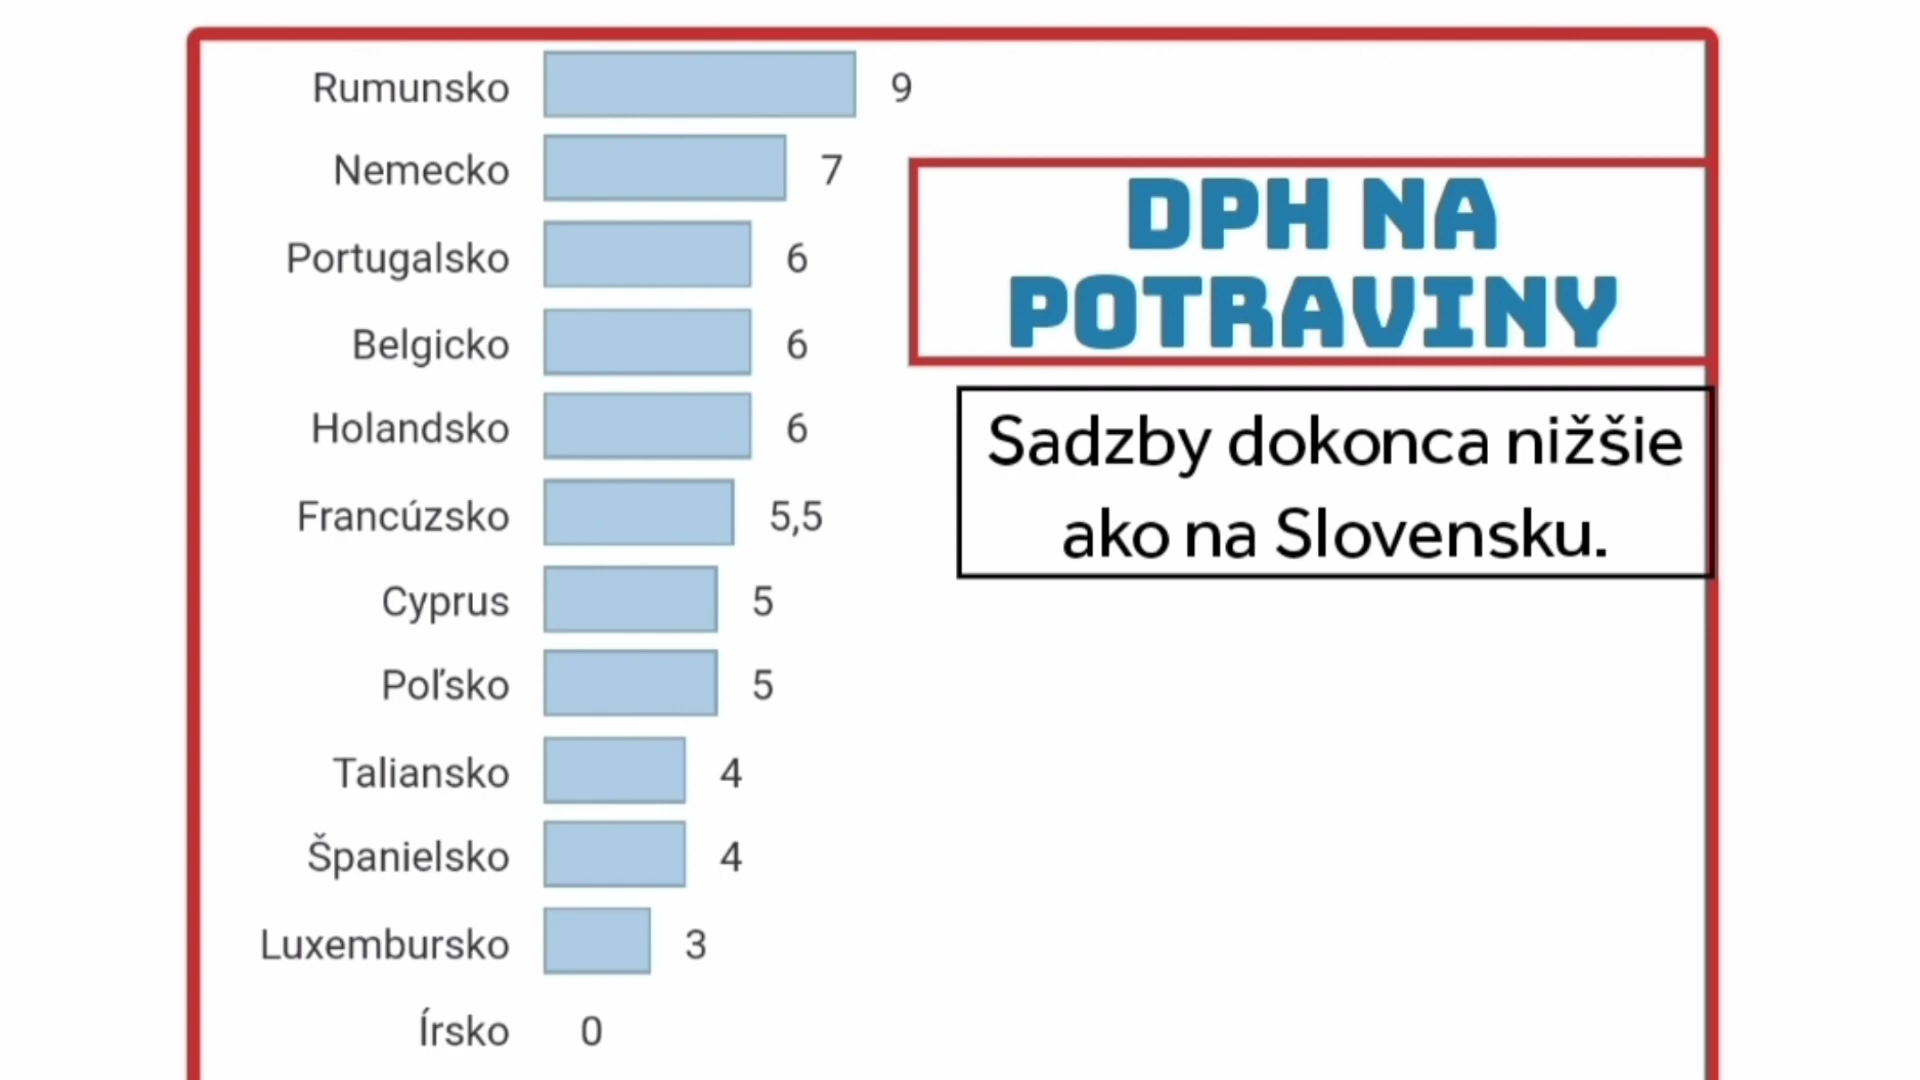 Rumunsko 9
Nemecko 7
Portugalsko 6
Belgicko 6
Holandsko 6
Francúzsko 5,5
Cyprus 5
Poľsko 5
Taliansko 4
Španielsko 4
Luxembursko 3
Írsko 0
DPH NA
POTRAVINY
Sadzby dokonca nižšie
ako na Slovensku.